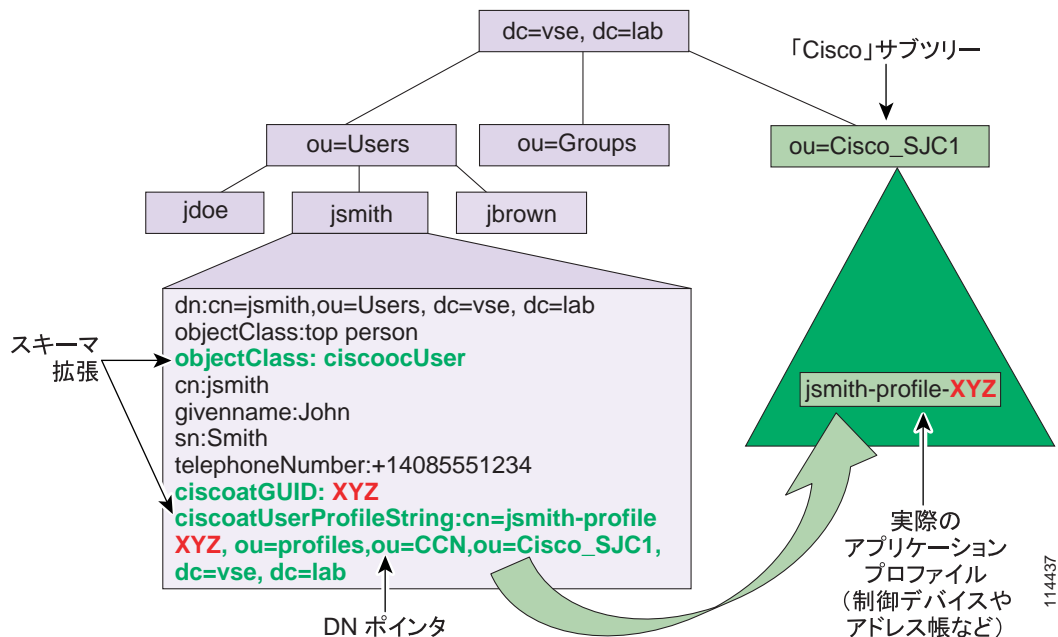 dc=vse, dc=lab
「Cisco」サブツリー
ou=Users
ou=Groups
ou=Cisco_SJC1
jdoe
jsmith
jbrown
dn:cn=jsmith,ou=Users, dc=vse, dc=lab
objectClass:top person
objectClass: ciscoocUser
cn:jsmith
givenname:John
sn:Smith
telephoneNumber:+14085551234
ciscoatGUID: XYZ
ciscoatUserProfileString:cn=jsmith-profile
XYZ, ou=profiles,ou=CCN,ou=Cisco_SJC1,
dc=vse, dc=lab
スキーマ
拡張
DN ポインタ
jsmith-profile-XYZ
実際の
アプリケーション
プロファイル
（制御デバイスや
アドレス帳など）
114437